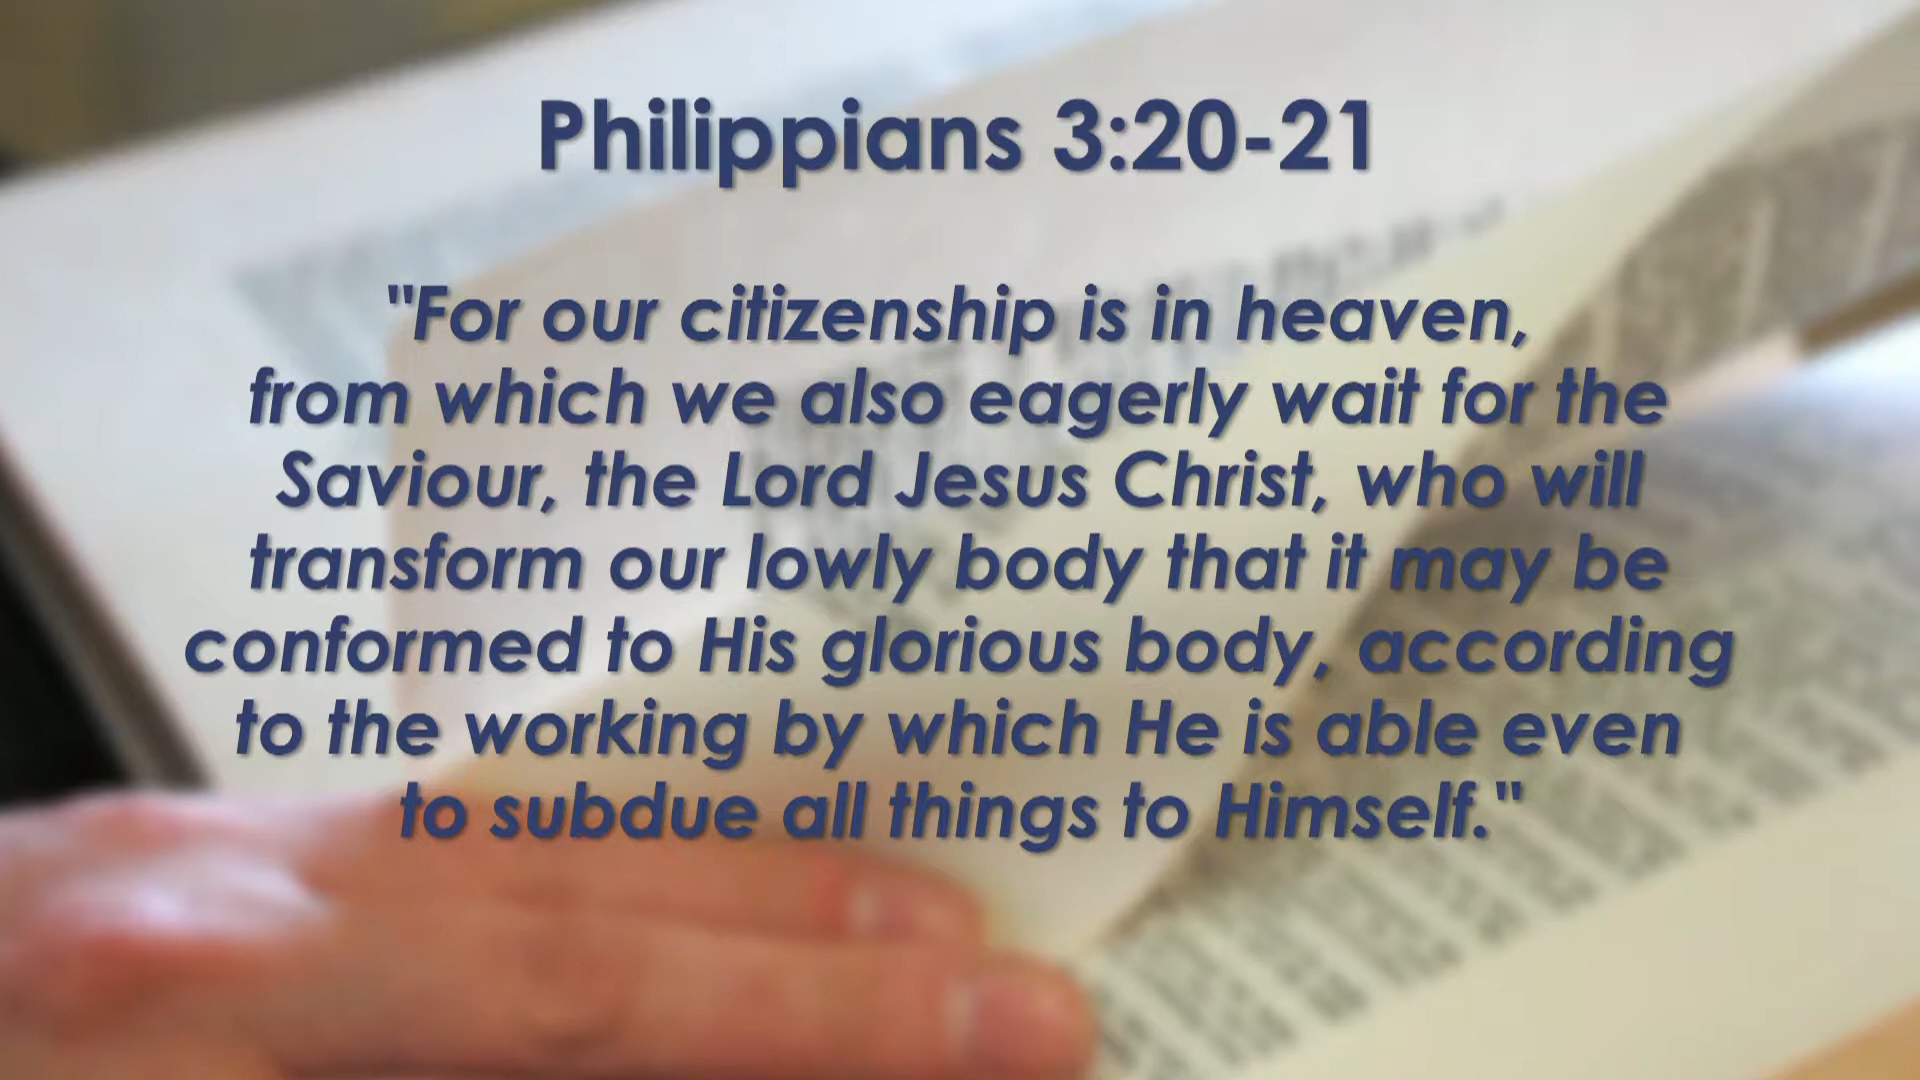 Philippians 3:20-21
"For our citizenship is in heaven,
from which we also eagerly wait for the
Saviour, the Lord Jesus Christ, who will
transform our lowly body that it may be
conformed to His glorious body, according
to the working by which He is able even
to subdue all things to Himself."